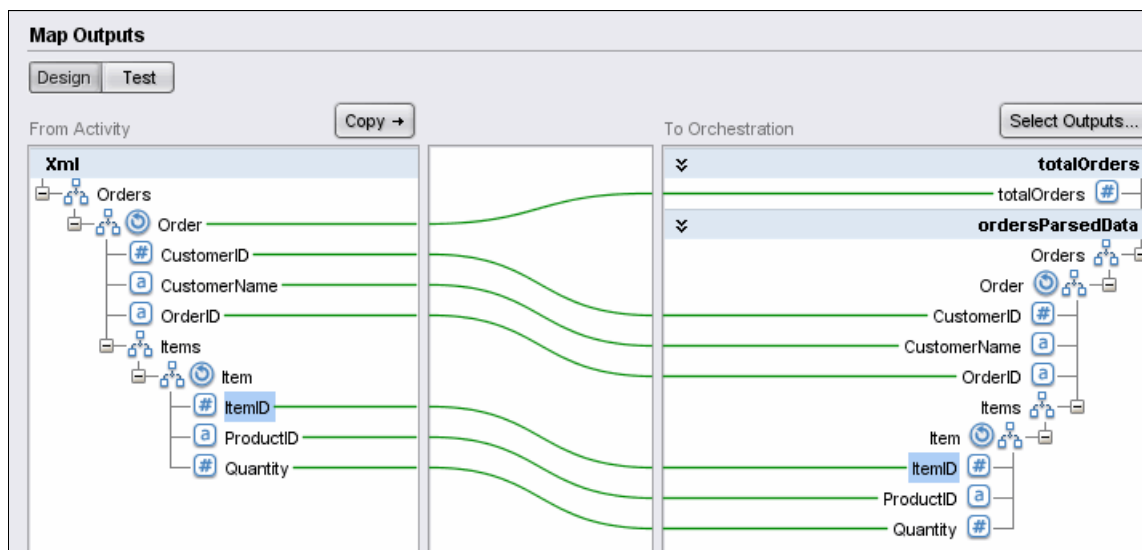 Map Outputs
Design Test
From Activity Copy → To Orchestration Select Outputs...
Xml totalOrders
Orders totalOrders #
Order ordersParsedData
# CustomerID Orders
a CustomerName Order
a OrderID CustomerID #
Items CustomerName a
Item OrderID a
# ItemID Items
a ProductID Item
# Quantity ItemID #
ProductID a
Quantity #